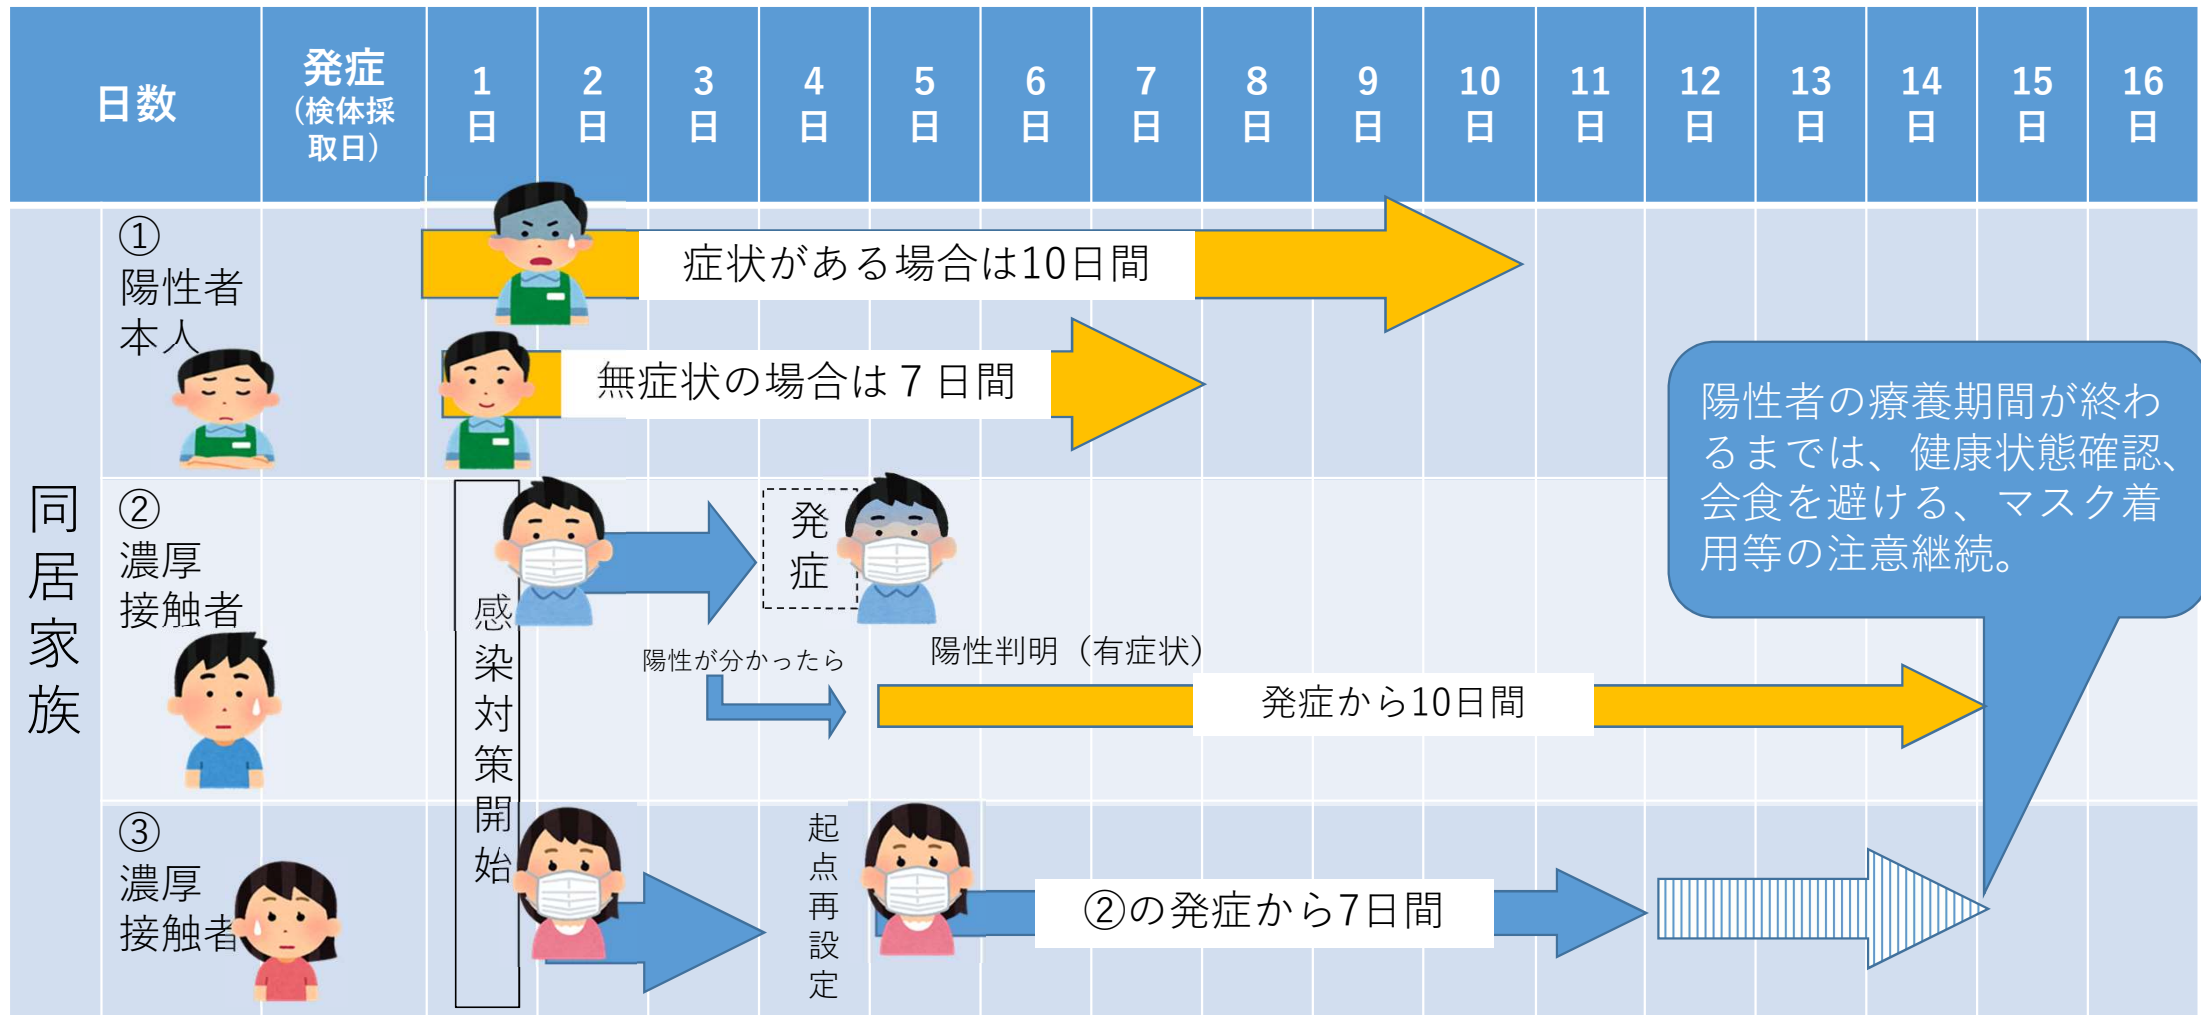 日数
発症
(検体採
取日)
1
日
2
日
3
日
4
日
5
日
6
日
7
日
8
日
9
日
10
日
11
日
12
日
13
日
14
日
15
日
16
日
同居家族
①
陽性者
本人
症状がある場合は10日間
無症状の場合は7日間
②
濃厚
接触者
感染対策開始
発症
陽性が分かったら
陽性判明（有症状）
発症から10日間
陽性者の療養期間が終わ
るまでは、健康状態確認、
会食を避ける、マスク着
用等の注意継続。
③
濃厚
接触者
起点再設定
②の発症から7日間